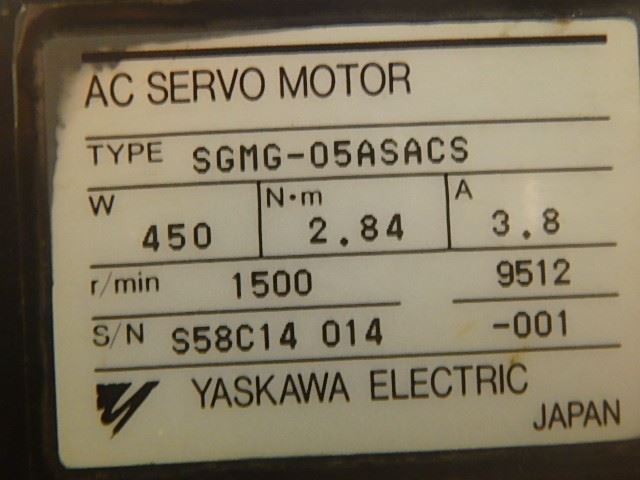 AC SERVO MOTOR
TYPE SGMG-05ASACS
W 450 N·m 2.84 A 3.8
r/min 1500 9512
S/N S58C14 014 -001
YASKAWA ELECTRIC
JAPAN